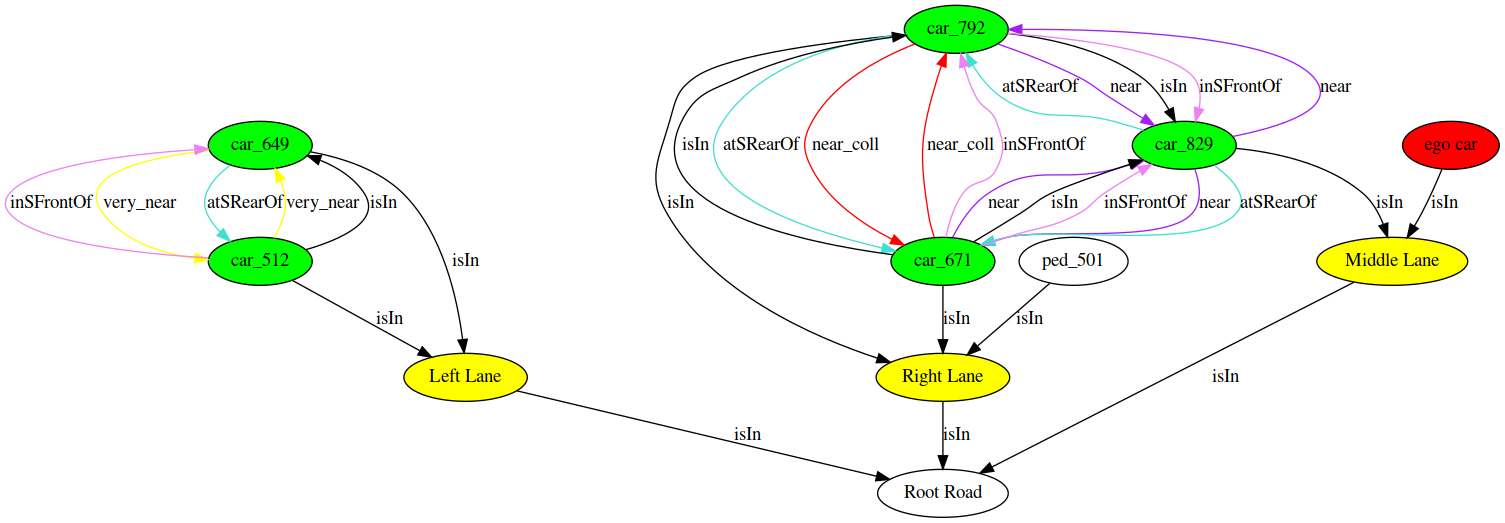 car_792
atSRearOf
near
isIn
inSFrontOf
near
car_649
isIn
atSRearOf
near_coll
near_coll
inSFrontOf
car_829
ego car
inSFrontOf
very_near
atSRearOf
very_near
isIn
isIn
near
isIn
inSFrontOf
near
atSRearOf
isIn
isIn
car_512
isIn
car_671
ped_501
Middle Lane
isIn
isIn
isIn
Left Lane
Right Lane
isIn
isIn
isIn
Root Road